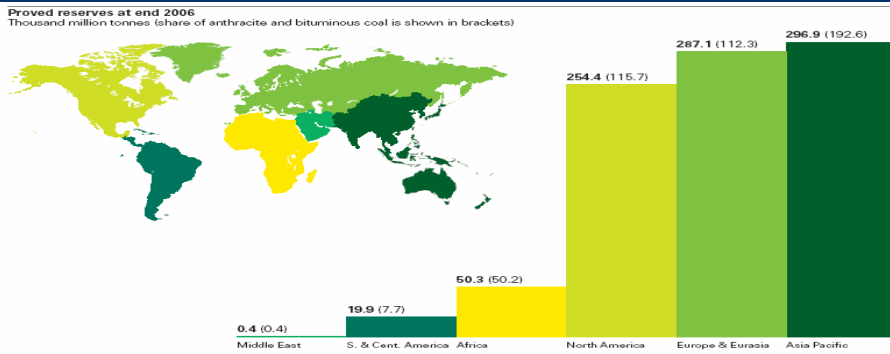 Proved reserves at end 2006
Thousand million tonnes (share of anthracite and bituminous coal is shown in brackets)
296.9 (192.6)
287.1 (112.3)
254.4 (115.7)
50.3 (50.2)
19.9 (7.7)
0.4 (0.4)
Middle East S. & Cent. America Africa North America Europe & Eurasia Asia Pacific